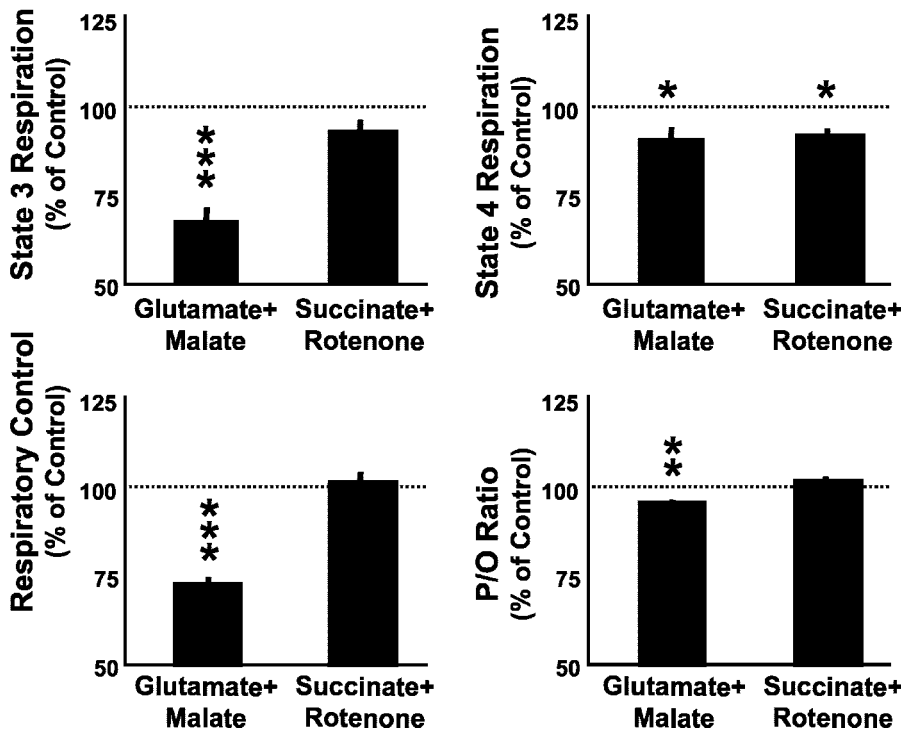 State 3 Respiration
(% of Control)
125
100
75
50
***
Glutamate+
Malate
Succinate+
Rotenone
State 4 Respiration
(% of Control)
125
100
75
50
*
*
Glutamate+
Malate
Succinate+
Rotenone
Respiratory Control
(% of Control)
125
100
75
50
***
Glutamate+
Malate
Succinate+
Rotenone
P/O Ratio
(% of Control)
125
100
75
50
**
Glutamate+
Malate
Succinate+
Rotenone